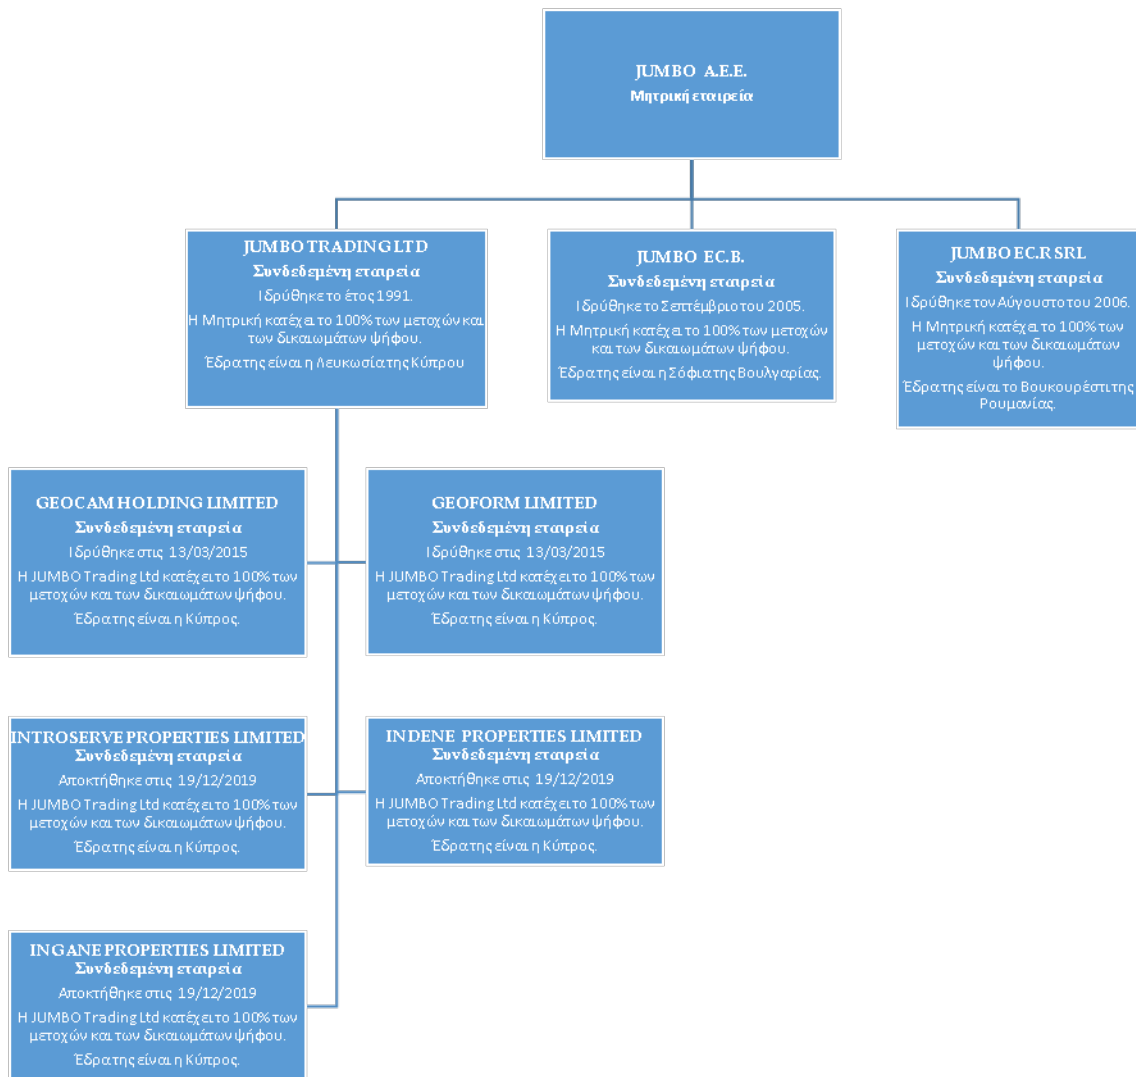 JUMBO A.E.E.
Μητρική εταιρεία
JUMBO TRADING LTD
Συνδεδεμένη εταιρεία
Ιδρύθηκε το έτος 1991.
Η Μητρική κατέχει το 100% των μετοχών και
των δικαιωμάτων ψήφου.
Έδρα της είναι η Λευκωσία της Κύπρου
JUMBO EC.B.
Συνδεδεμένη εταιρεία
Ιδρύθηκε το Σεπτέμβριο του 2005.
Η Μητρική κατέχει το 100% των μετοχών
και των δικαιωμάτων ψήφου.
Έδρα της είναι η Σόφια της Βουλγαρίας.
JUMBO EC.R SRL
Συνδεδεμένη εταιρεία
Ιδρύθηκε τον Αύγουστο του 2006.
Η Μητρική κατέχει το 100% των
μετοχών και των δικαιωμάτων
ψήφου.
Έδρα της είναι το Βουκουρέστι της
Ρουμανίας.
GEOCAM HOLDING LIMITED
Συνδεδεμένη εταιρεία
Ιδρύθηκε στις 13/03/2015
Η JUMBO Trading Ltd κατέχει το 100% των
μετοχών και των δικαιωμάτων ψήφου.
Έδρα της είναι η Κύπρος.
GEOFORM LIMITED
Συνδεδεμένη εταιρεία
Ιδρύθηκε στις 13/03/2015
Η JUMBO Trading Ltd κατέχει το 100% των
μετοχών και των δικαιωμάτων ψήφου.
Έδρα της είναι η Κύπρος.
INTROSERVE PROPERTIES LIMITED
Συνδεδεμένη εταιρεία
Αποκτήθηκε στις 19/12/2019
Η JUMBO Trading Ltd κατέχει το 100% των
μετοχών και των δικαιωμάτων ψήφου.
Έδρα της είναι η Κύπρος.
INDENE PROPERTIES LIMITED
Συνδεδεμένη εταιρεία
Αποκτήθηκε στις 19/12/2019
Η JUMBO Trading Ltd κατέχει το 100% των
μετοχών και των δικαιωμάτων ψήφου.
Έδρα της είναι η Κύπρος.
INGANE PROPERTIES LIMITED
Συνδεδεμένη εταιρεία
Αποκτήθηκε στις 19/12/2019
Η JUMBO Trading Ltd κατέχει το 100% των
μετοχών και των δικαιωμάτων ψήφου.
Έδρα της είναι η Κύπρος.